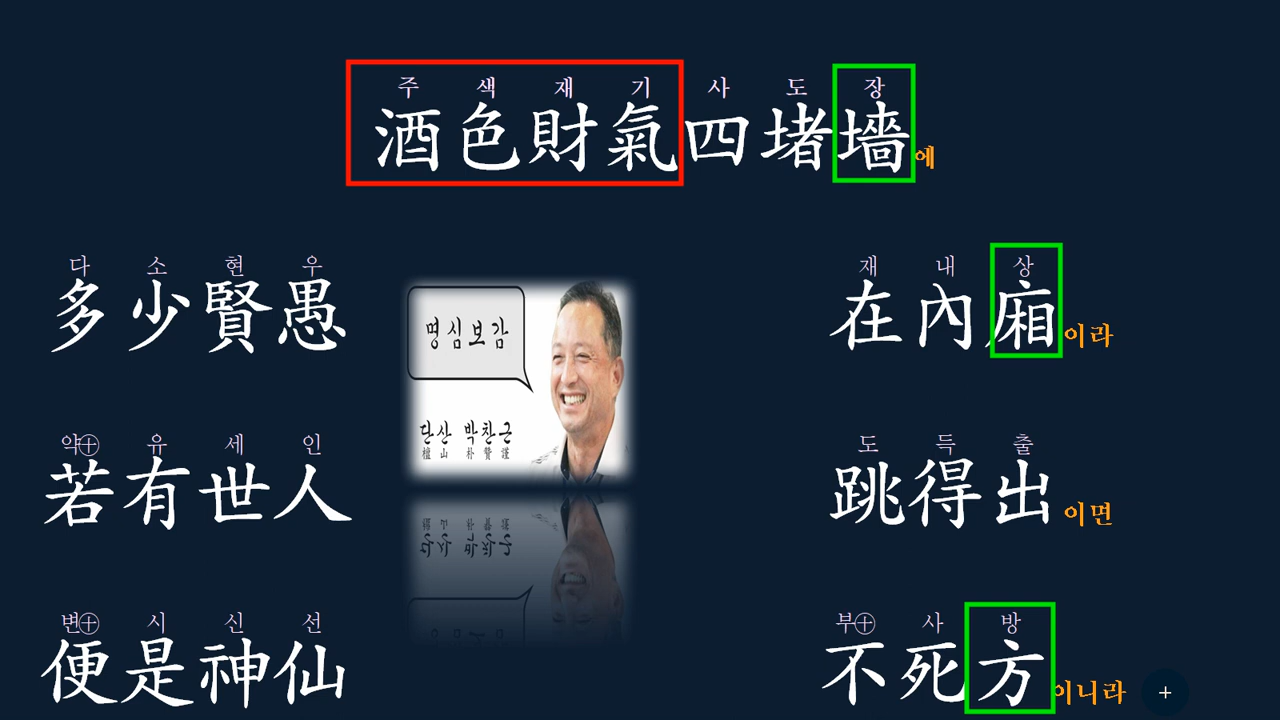 주 색 재 기 사 도 장
酒色財氣四堵墻에
다 소 현 우
多少賢愚
재 내 상
在內廂이라
약㊉ 유 세 인
若有世人
도 득 출
跳得出이면
변㊉ 시 신 선
便是神仙
부㊉ 사 방
不死方이니라
명심보감
단산 박찬근
檀山 朴贊謹
+